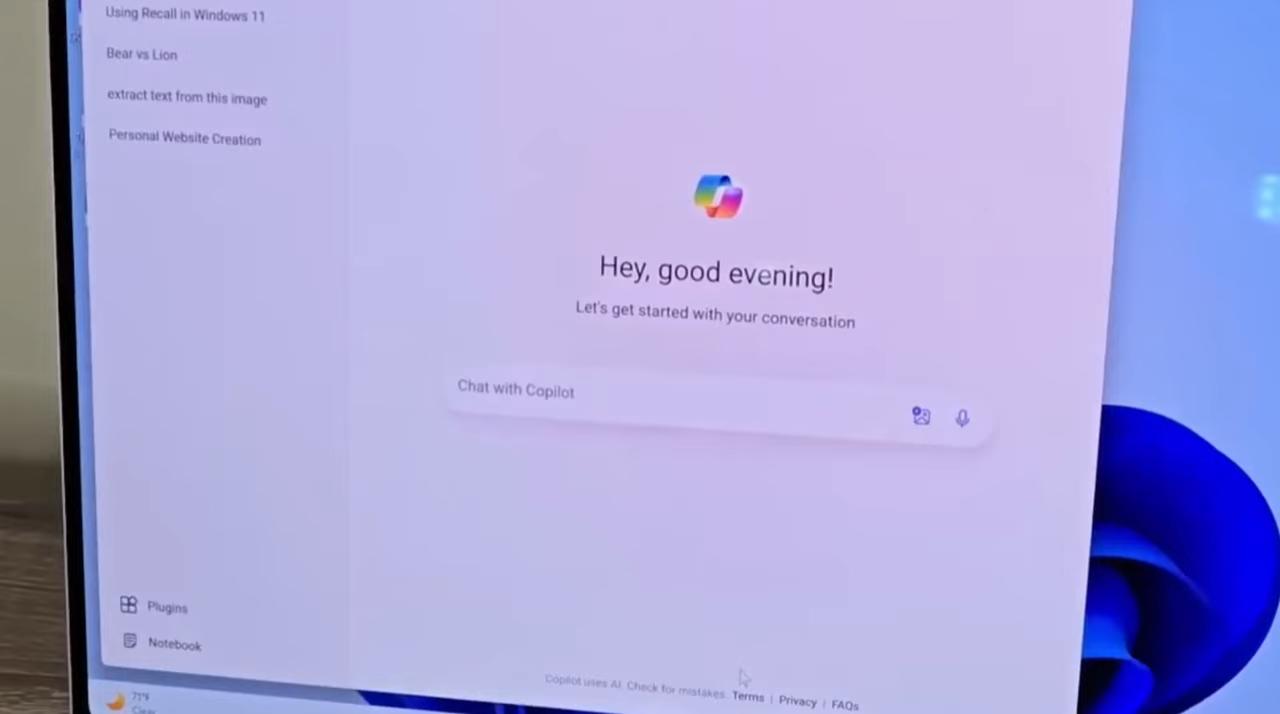 Using Recall in Windows 11
Bear vs Lion
extract text from this image
Personal Website Creation
Hey, good evening!
Let's get started with your conversation
Chat with Copilot
Plugins
Notebook
Copilot uses AI. Check for mistakes. Terms | Privacy | FAQs
71°F
Clear